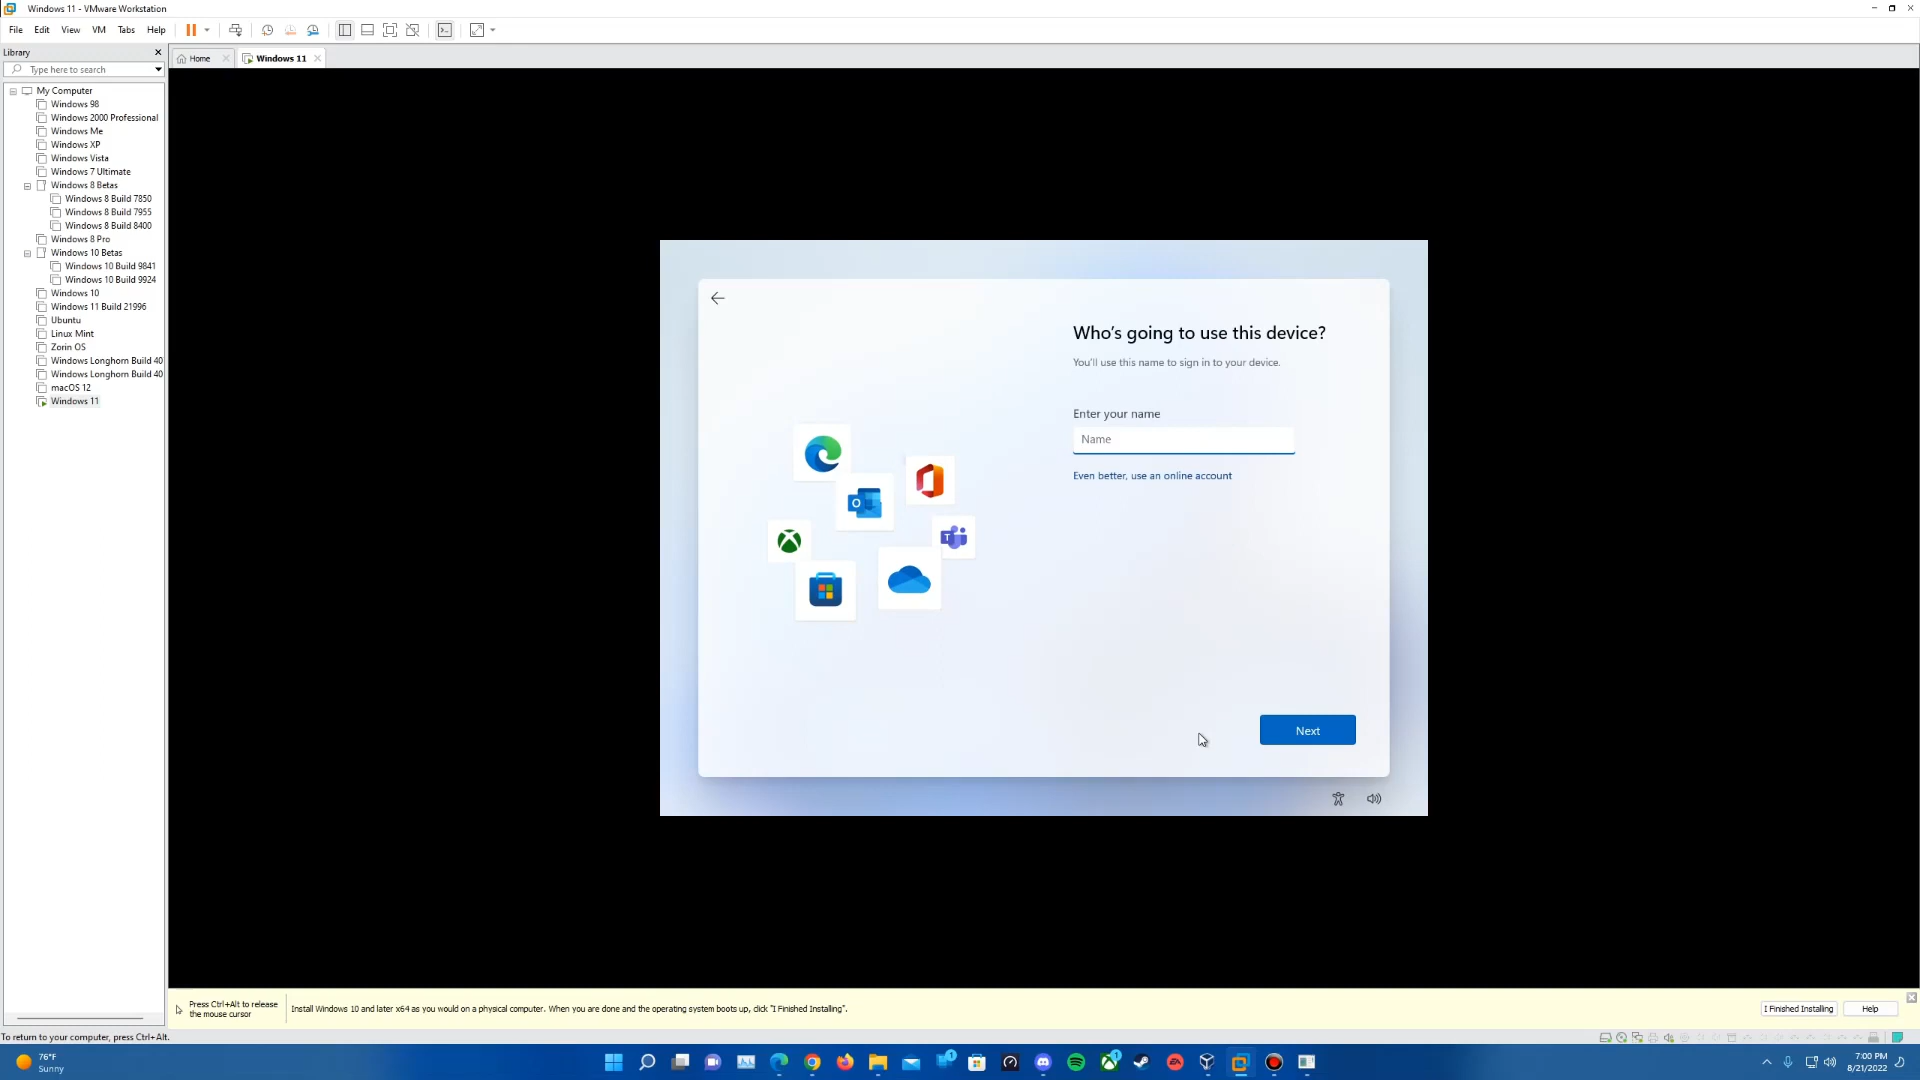 Windows 11 - VMware Workstation
File Edit View VM Tabs Help
Library
Type here to search
Home
Windows 11
My Computer
Windows 98
Windows 2000 Professional
Windows Me
Windows XP
Windows Vista
Windows 7 Ultimate
Windows 8 Betas
Windows 8 Build 7850
Windows 8 Build 7955
Windows 8 Build 8400
Windows 8 Pro
Windows 10 Betas
Windows 10 Build 9841
Windows 10 Build 9924
Windows 10
Windows 11 Build 21996
Ubuntu
Linux Mint
Zorin OS
Windows Longhorn Build 40
Windows Longhorn Build 40
macOS 12
Windows 11
Who's going to use this device?
You'll use this name to sign in to your device.
Enter your name
Name
Even better, use an online account
Next
Press Ctrl+Alt to release
the mouse cursor
Install Windows 10 and later x64 as you would on a physical computer. When you are done and the operating system boots up, click "I Finished Installing".
I Finished Installing
Help
To return to your computer, press Ctrl+Alt.
76°F
Sunny
7:00 PM
8/21/2022